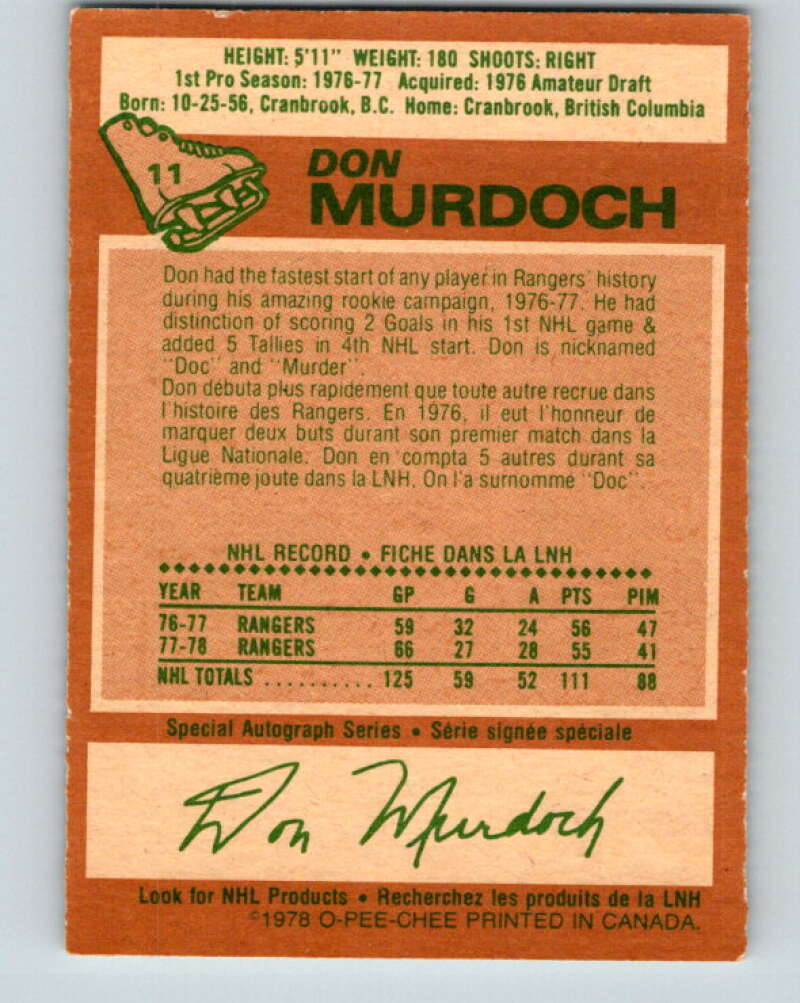 HEIGHT: 5'11" WEIGHT: 180 SHOOTS: RIGHT
1st Pro Season: 1976-77 Acquired: 1976 Amateur Draft
Born: 10-25-56, Cranbrook, B.C. Home: Cranbrook, British Columbia
11
DON
MURDOCH
Don had the fastest start of any player in Rangers' history
during his amazing rookie campaign, 1976-77. He had
distinction of scoring 2 Goals in his 1st NHL game &
added 5 Tallies in 4th NHL start. Don is nicknamed
"Doc" and "Murder".
Don débuta plus rapidement que toute autre recrue dans
l'histoire des Rangers. En 1976, il eut l'honneur de
marquer deux buts durant son premier match dans la
Ligue Nationale. Don en compta 5 autres durant sa
quatrième joute dans la LNH. On l'a surnomme "Doc".
NHL RECORD • FICHE DANS LA LNH
YEAR TEAM GP G A PTS PIM
76-77 RANGERS 59 32 24 56 47
77-78 RANGERS 66 27 28 55 41
NHL TOTALS .......... 125 59 52 111 88
Special Autograph Series • Série signée spéciale
Don Murdoch
Look for NHL Products • Recherchez les produits de la LNH
©1978 O-PEE-CHEE PRINTED IN CANADA.